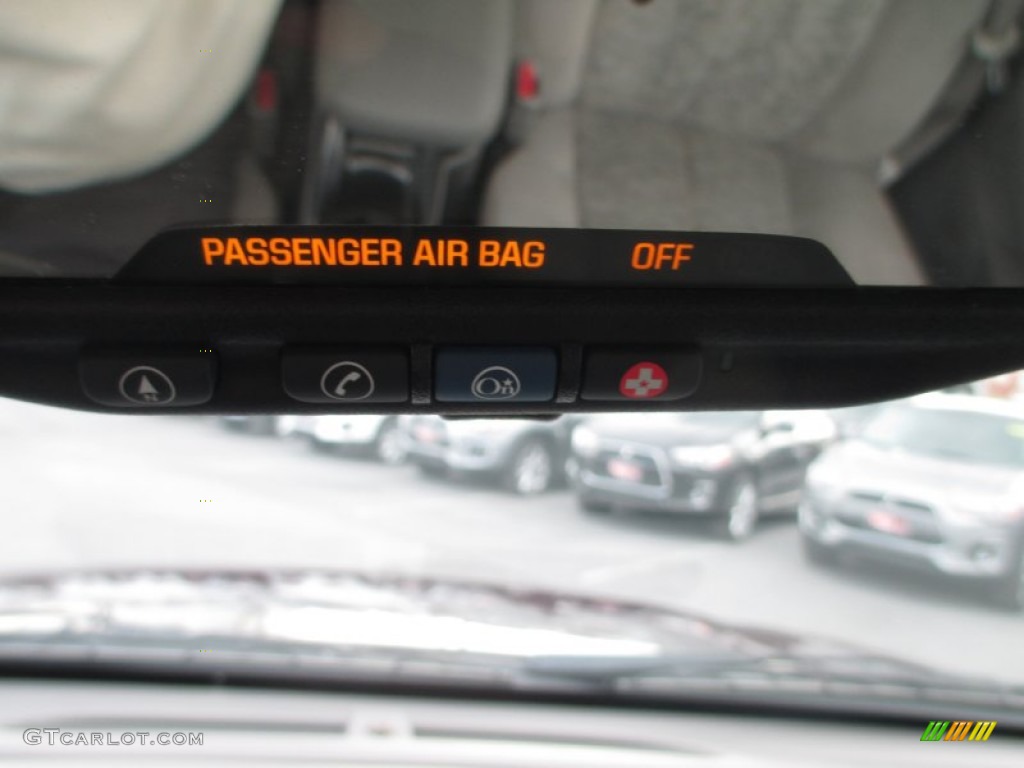 PASSENGER AIR BAG OFF
On
GTCARLOT.COM